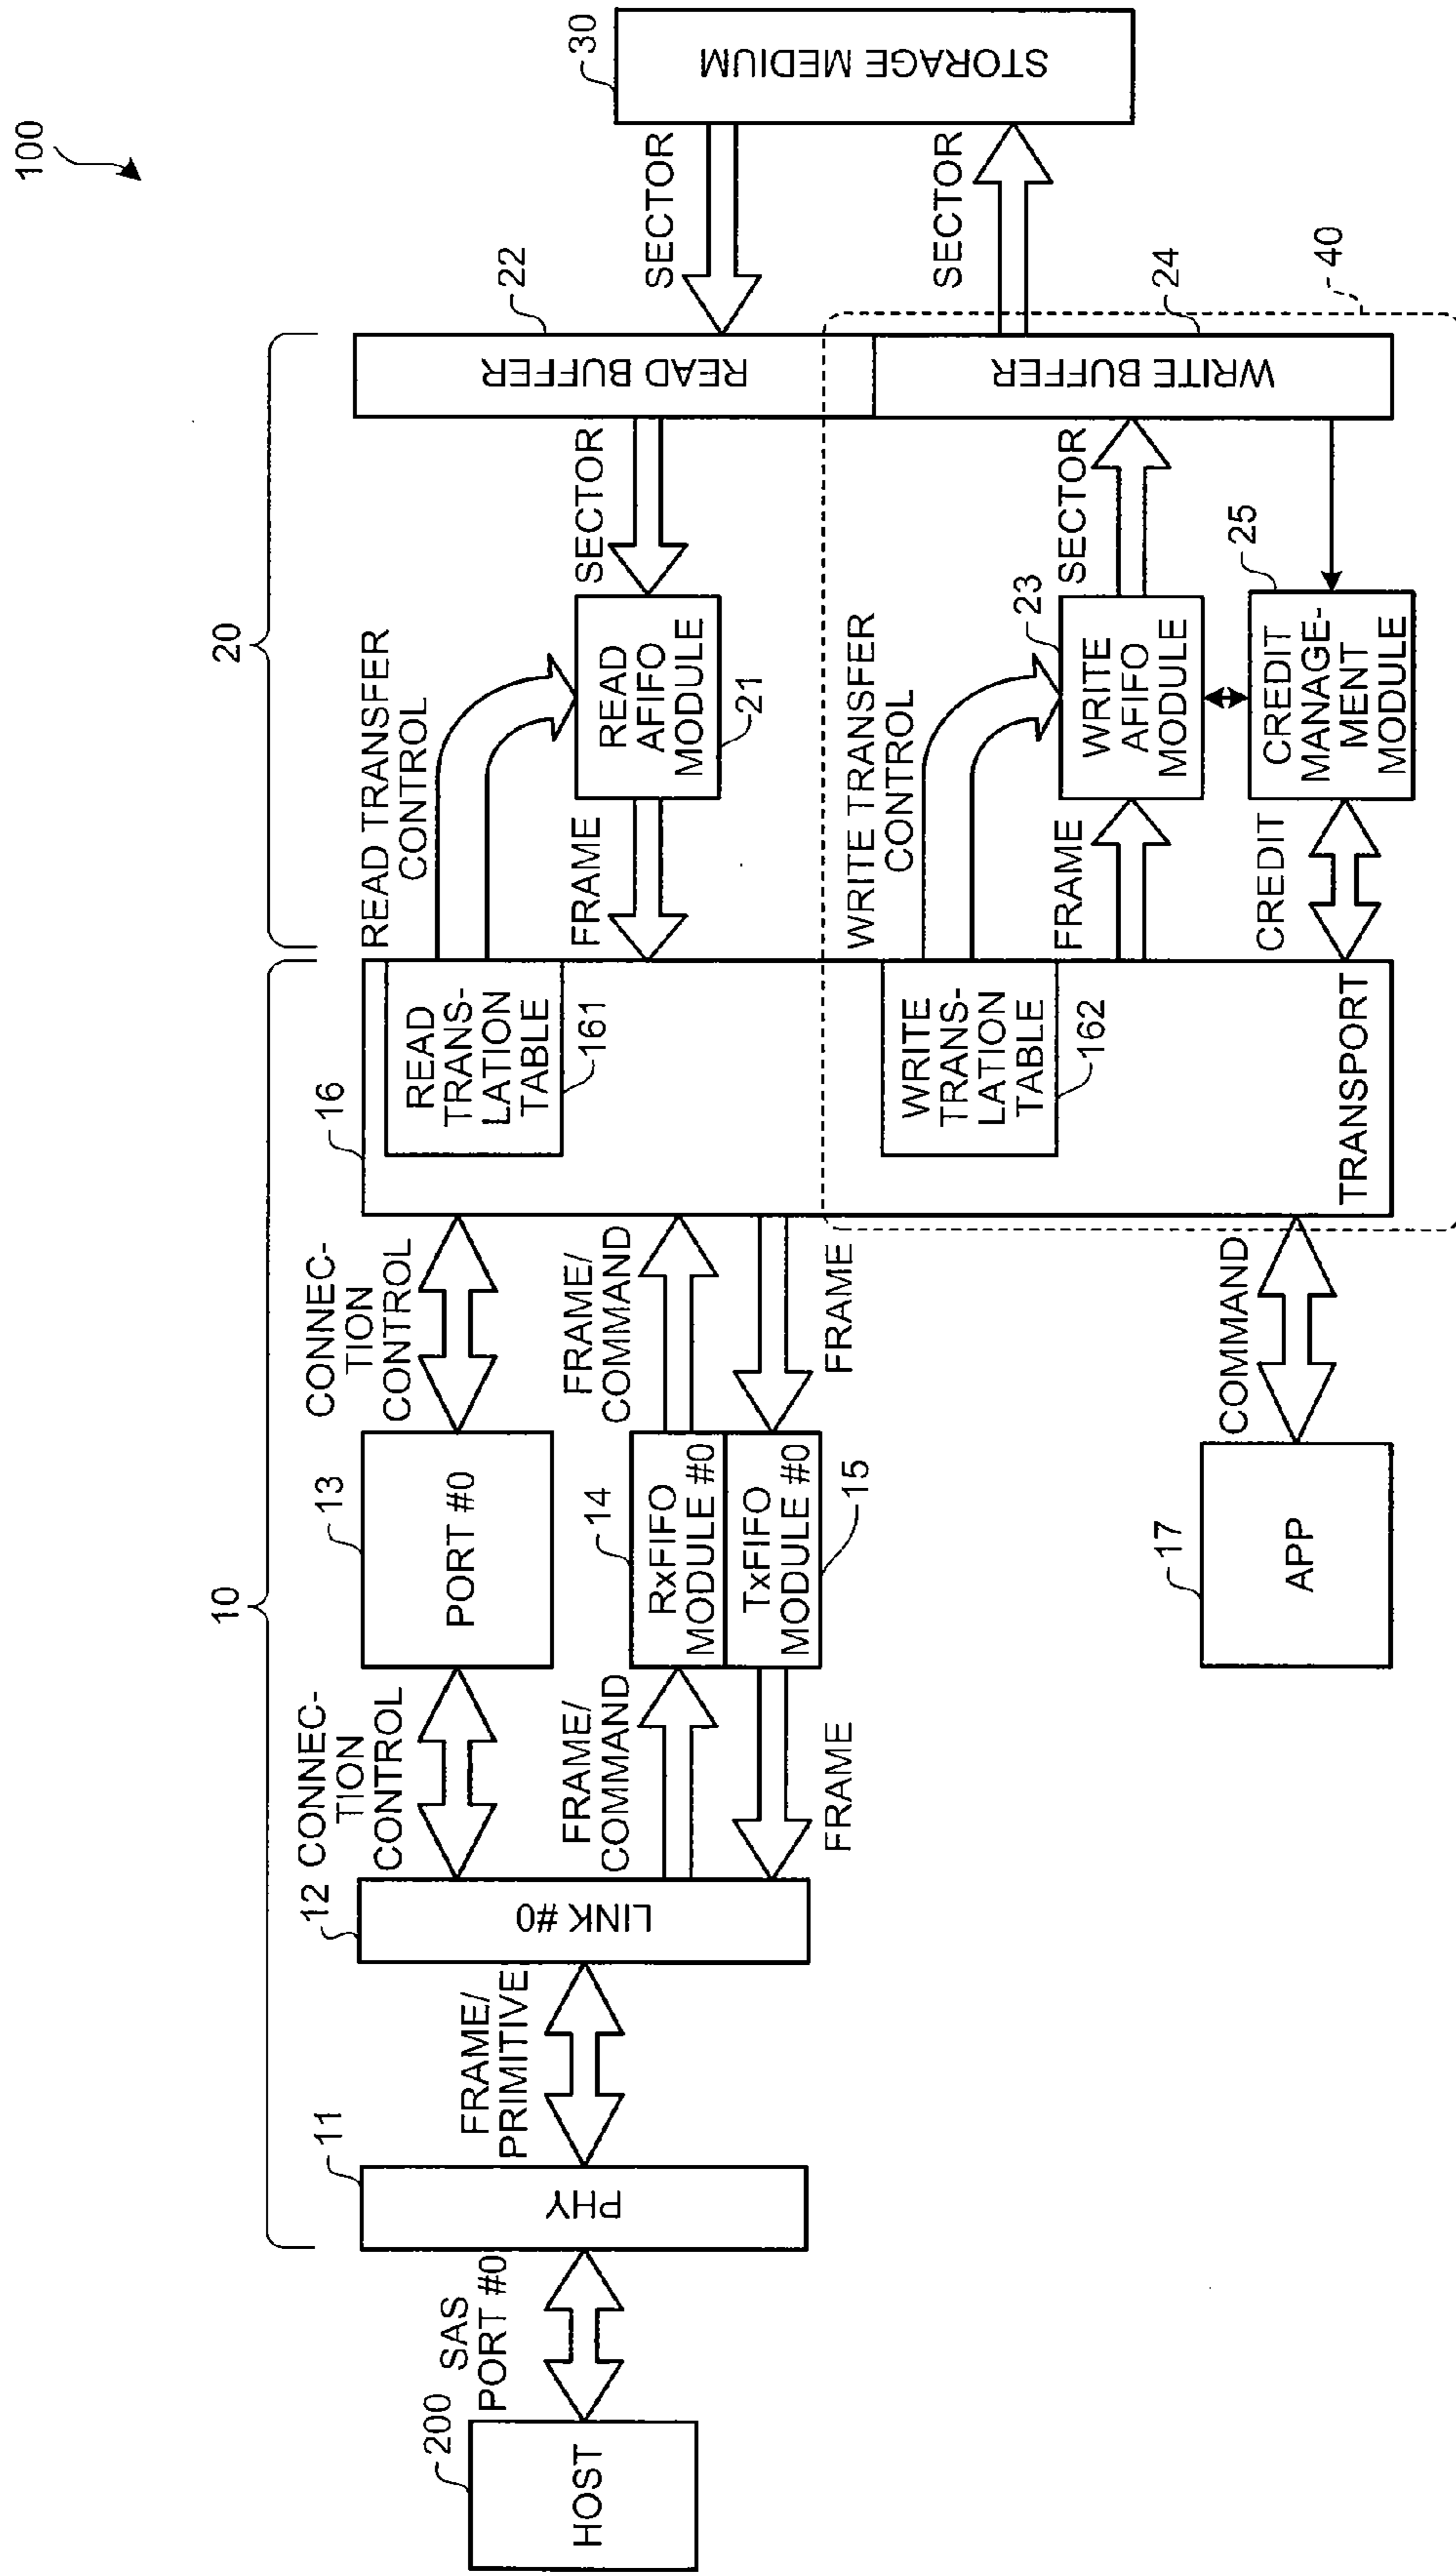 100
10
20
HOST
200
SAS
PORT #0
PHY
11
FRAME/
PRIMITIVE
LINK #0
12
CONNEC-
TION
CONTROL
FRAME/
COMMAND
FRAME
PORT #0
13
RxFIFO
MODULE #0
14
TxFIFO
MODULE #0
15
APP
17
CONNEC-
TION
CONTROL
FRAME/
COMMAND
FRAME
COMMAND
16
READ
TRANS-
LATION
TABLE
161
WRITE
TRANS-
LATION
TABLE
162
TRANSPORT
READ TRANSFER
CONTROL
FRAME
WRITE TRANSFER
CONTROL
FRAME
CREDIT
READ
AFIFO
MODULE
21
WRITE
AFIFO
MODULE
23
CREDIT
MANAGE-
MENT
MODULE
25
SECTOR
SECTOR
READ BUFFER
22
WRITE BUFFER
24
40
SECTOR
SECTOR
STORAGE MEDIUM
30